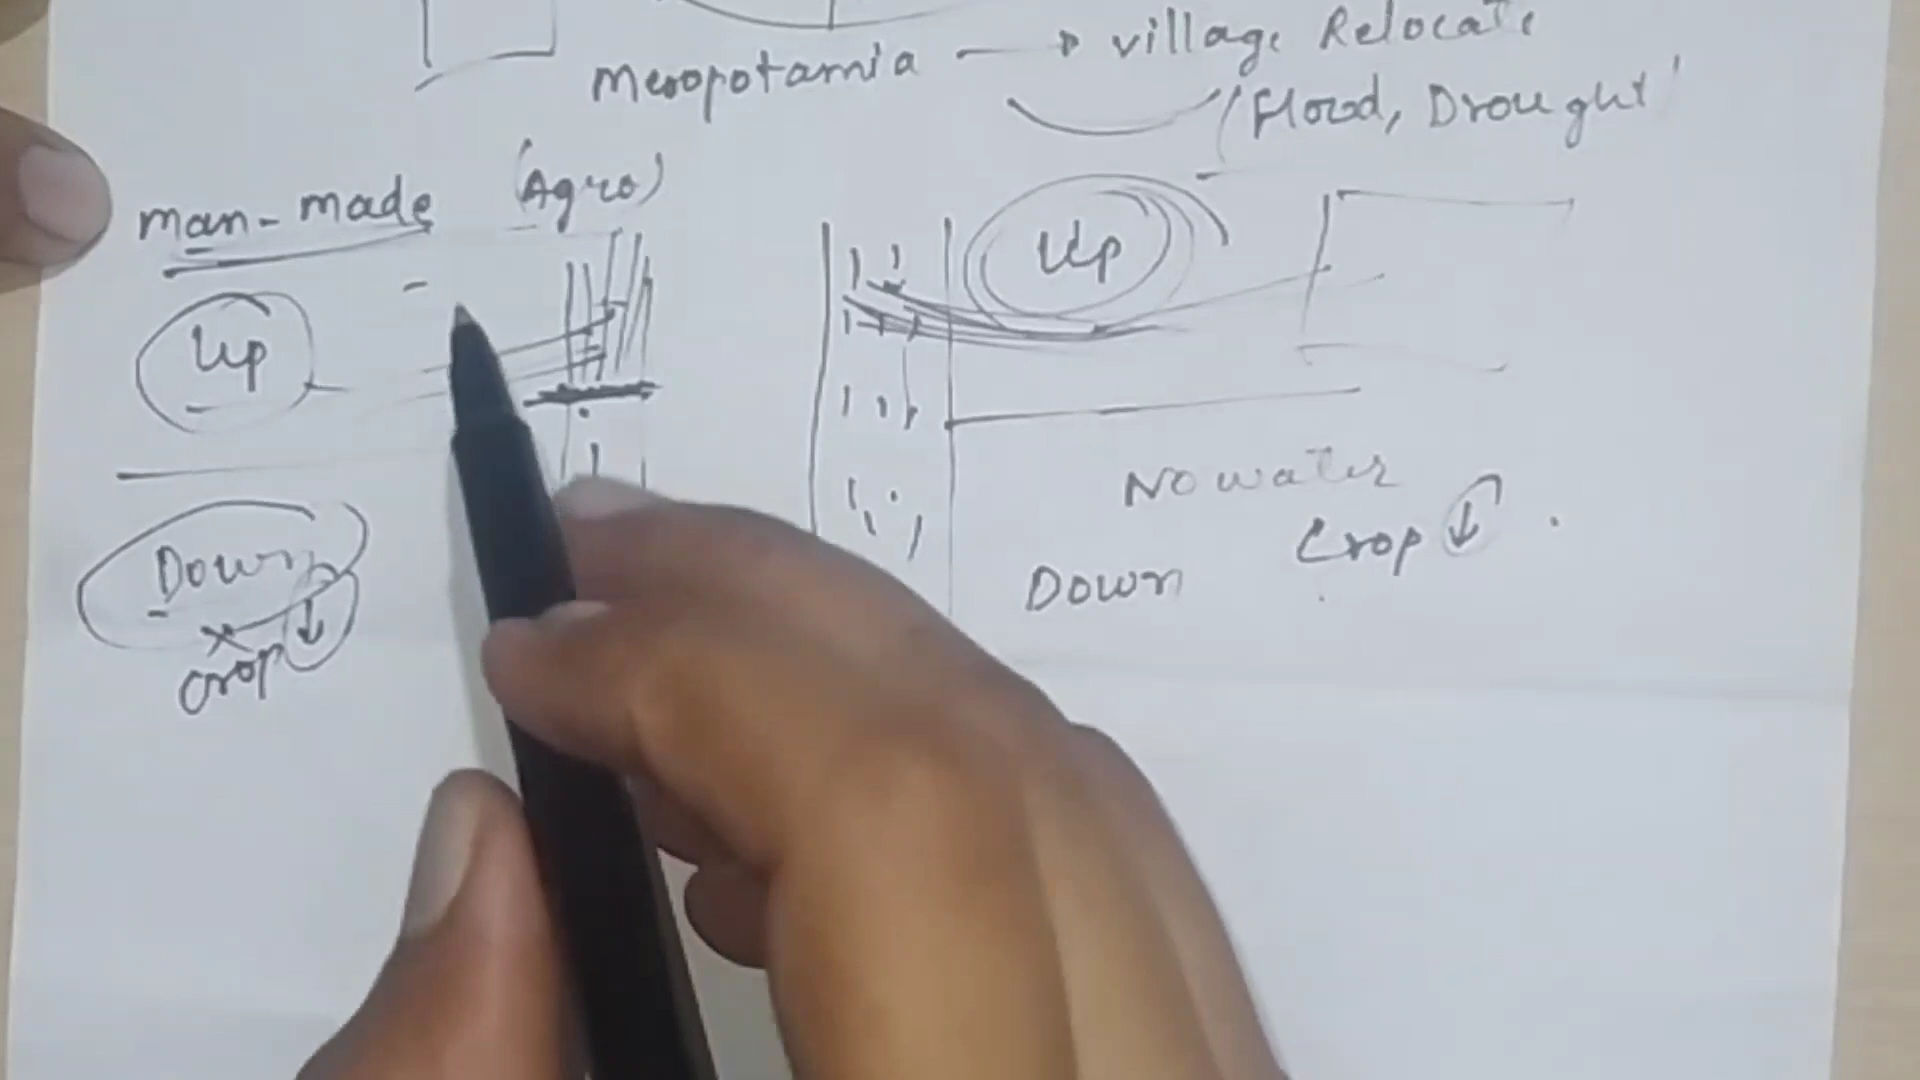 Mesopotamia → village Relocate
(Flood, Drought)
man-made (Agro)
Up
Up
No water
Crop ↓
Down
Down
Crop ↓